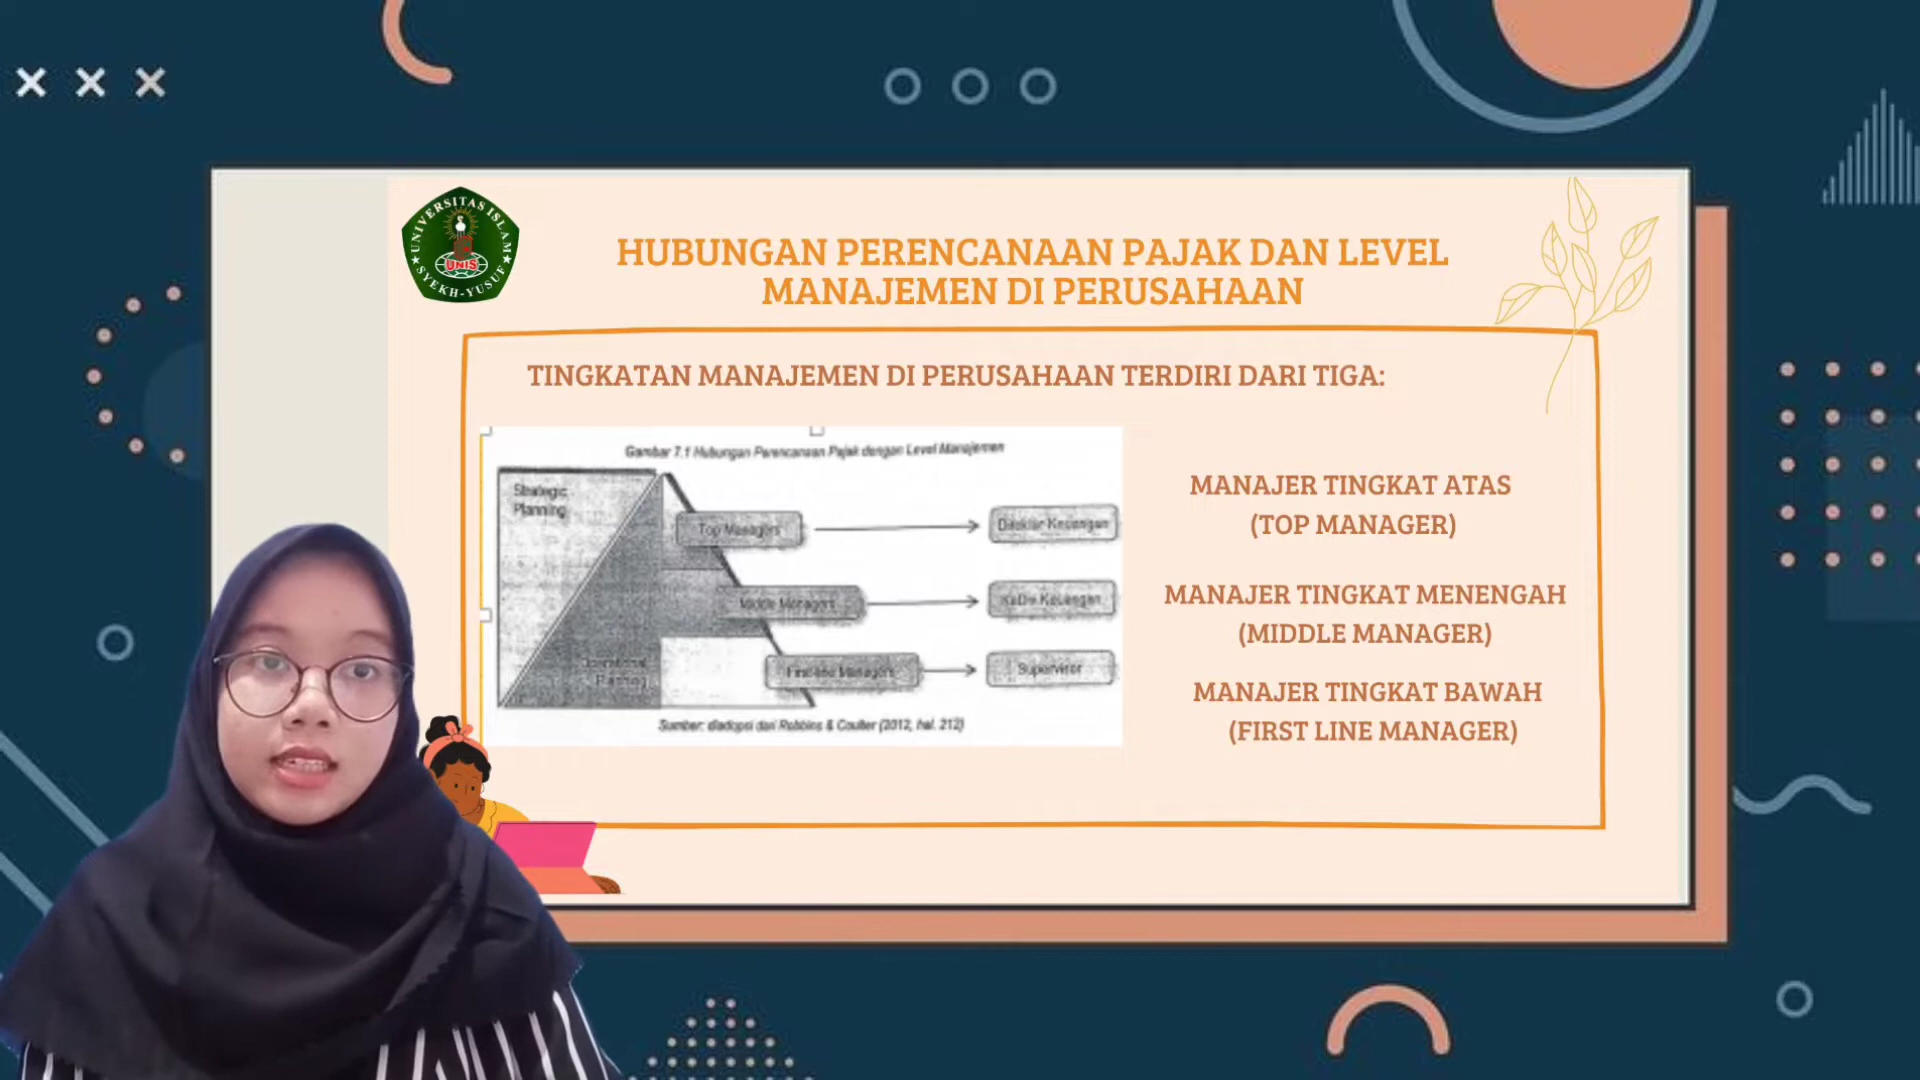 UNIVERSITAS ISLAM
UNIS
SYEKH-YUSUF
HUBUNGAN PERENCANAAN PAJAK DAN LEVEL
MANAJEMEN DI PERUSAHAAN
TINGKATAN MANAJEMEN DI PERUSAHAAN TERDIRI DARI TIGA:
Gambar 7.1 Hubungan Perencanaan Pajak dengan Level Manajemen
Strategic
Planning
Top Managers
Direktur Keuangan
Middle Managers
KaDiv Keuangan
Operational
Planning
First-line Managers
Supervisor
Sumber: diadopsi dari Robbins & Coulter (2012, hal. 212)
MANAJER TINGKAT ATAS
(TOP MANAGER)
MANAJER TINGKAT MENENGAH
(MIDDLE MANAGER)
MANAJER TINGKAT BAWAH
(FIRST LINE MANAGER)